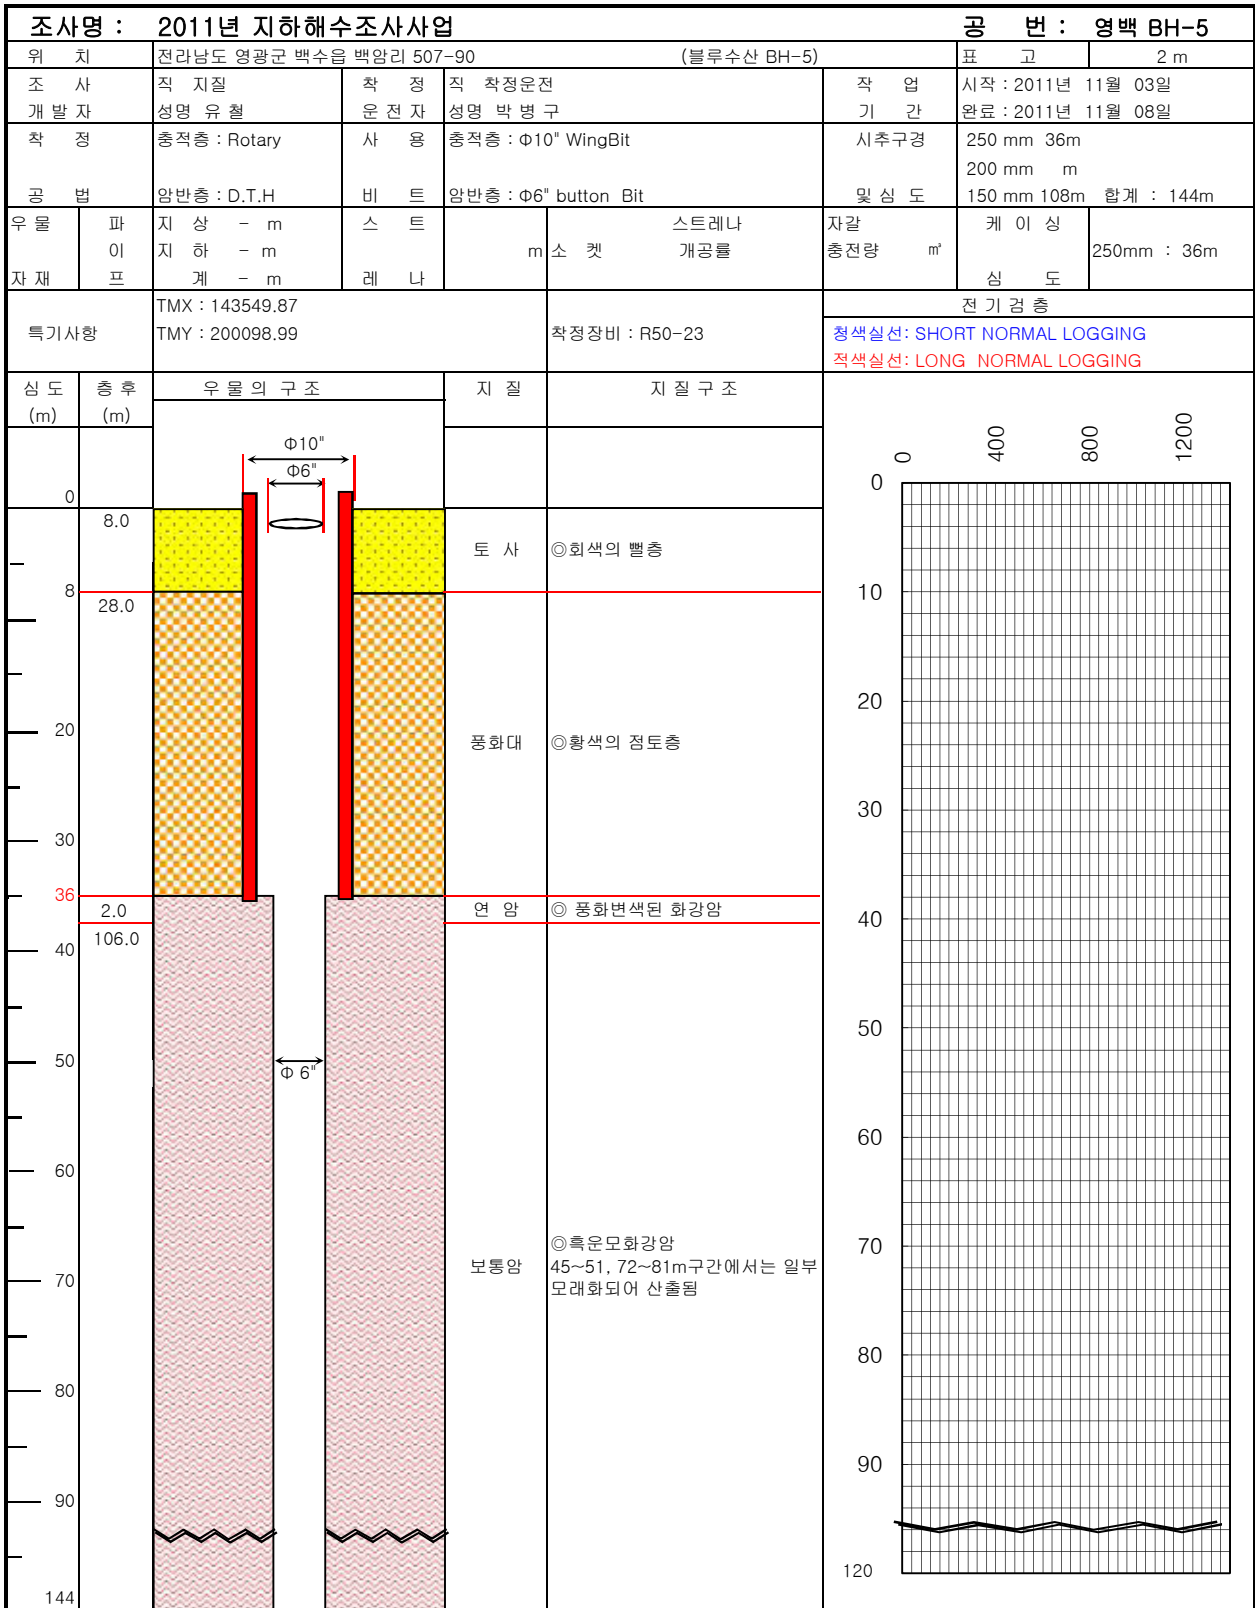 조사명 : 2011년 지하해수조사사업 공 번 : 영백 BH-5
위 치 전라남도 영광군 백수읍 백암리 507-90 (블루수산 BH-5) 표 고 2 m
조 사 직 지질 착 정 직 착정운전 작 업 시작 : 2011년 11월 03일
개 발 자 성명 유 철 운 전 자 성명 박 병 구 기 간 완료 : 2011년 11월 08일
착 정 충적층 : Rotary 사 용 충적층 : Φ10" WingBit 시추구경 250 mm 36m
200 mm m
공 법 암반층 : D.T.H 비 트 암반층 : Φ6" button Bit 및 심 도 150 mm 108m 합계 : 144m
우 물 파 지 상 - m 스 트 스트레나 자갈 케 이 싱
이 지 하 - m m 소 켓 개공률 충전량 ㎥ 250mm : 36m
자 재 프 계 - m 레 나 심 도
TMX : 143549.87 전 기 검 층
특기사항 TMY : 200098.99 착정장비 : R50-23 청색실선: SHORT NORMAL LOGGING
적색실선: LONG NORMAL LOGGING
심 도 층 후 우 물 의 구 조 지 질 지 질 구 조
(m) (m)
0 400 800 1200
Φ10"
Φ6"
0
0
8.0
토 사 ◎회색의 뻘층
8
10
28.0
20
20
풍화대 ◎황색의 점토층
30
30
36
2.0 연 암 ◎ 풍화변색된 화강암
40
106.0
40
50
50
Φ 6"
60
60
70
◎흑운모화강암
보통암 45~51, 72~81m구간에서는 일부
모래화되어 산출됨
70
80
80
90
90
120
144